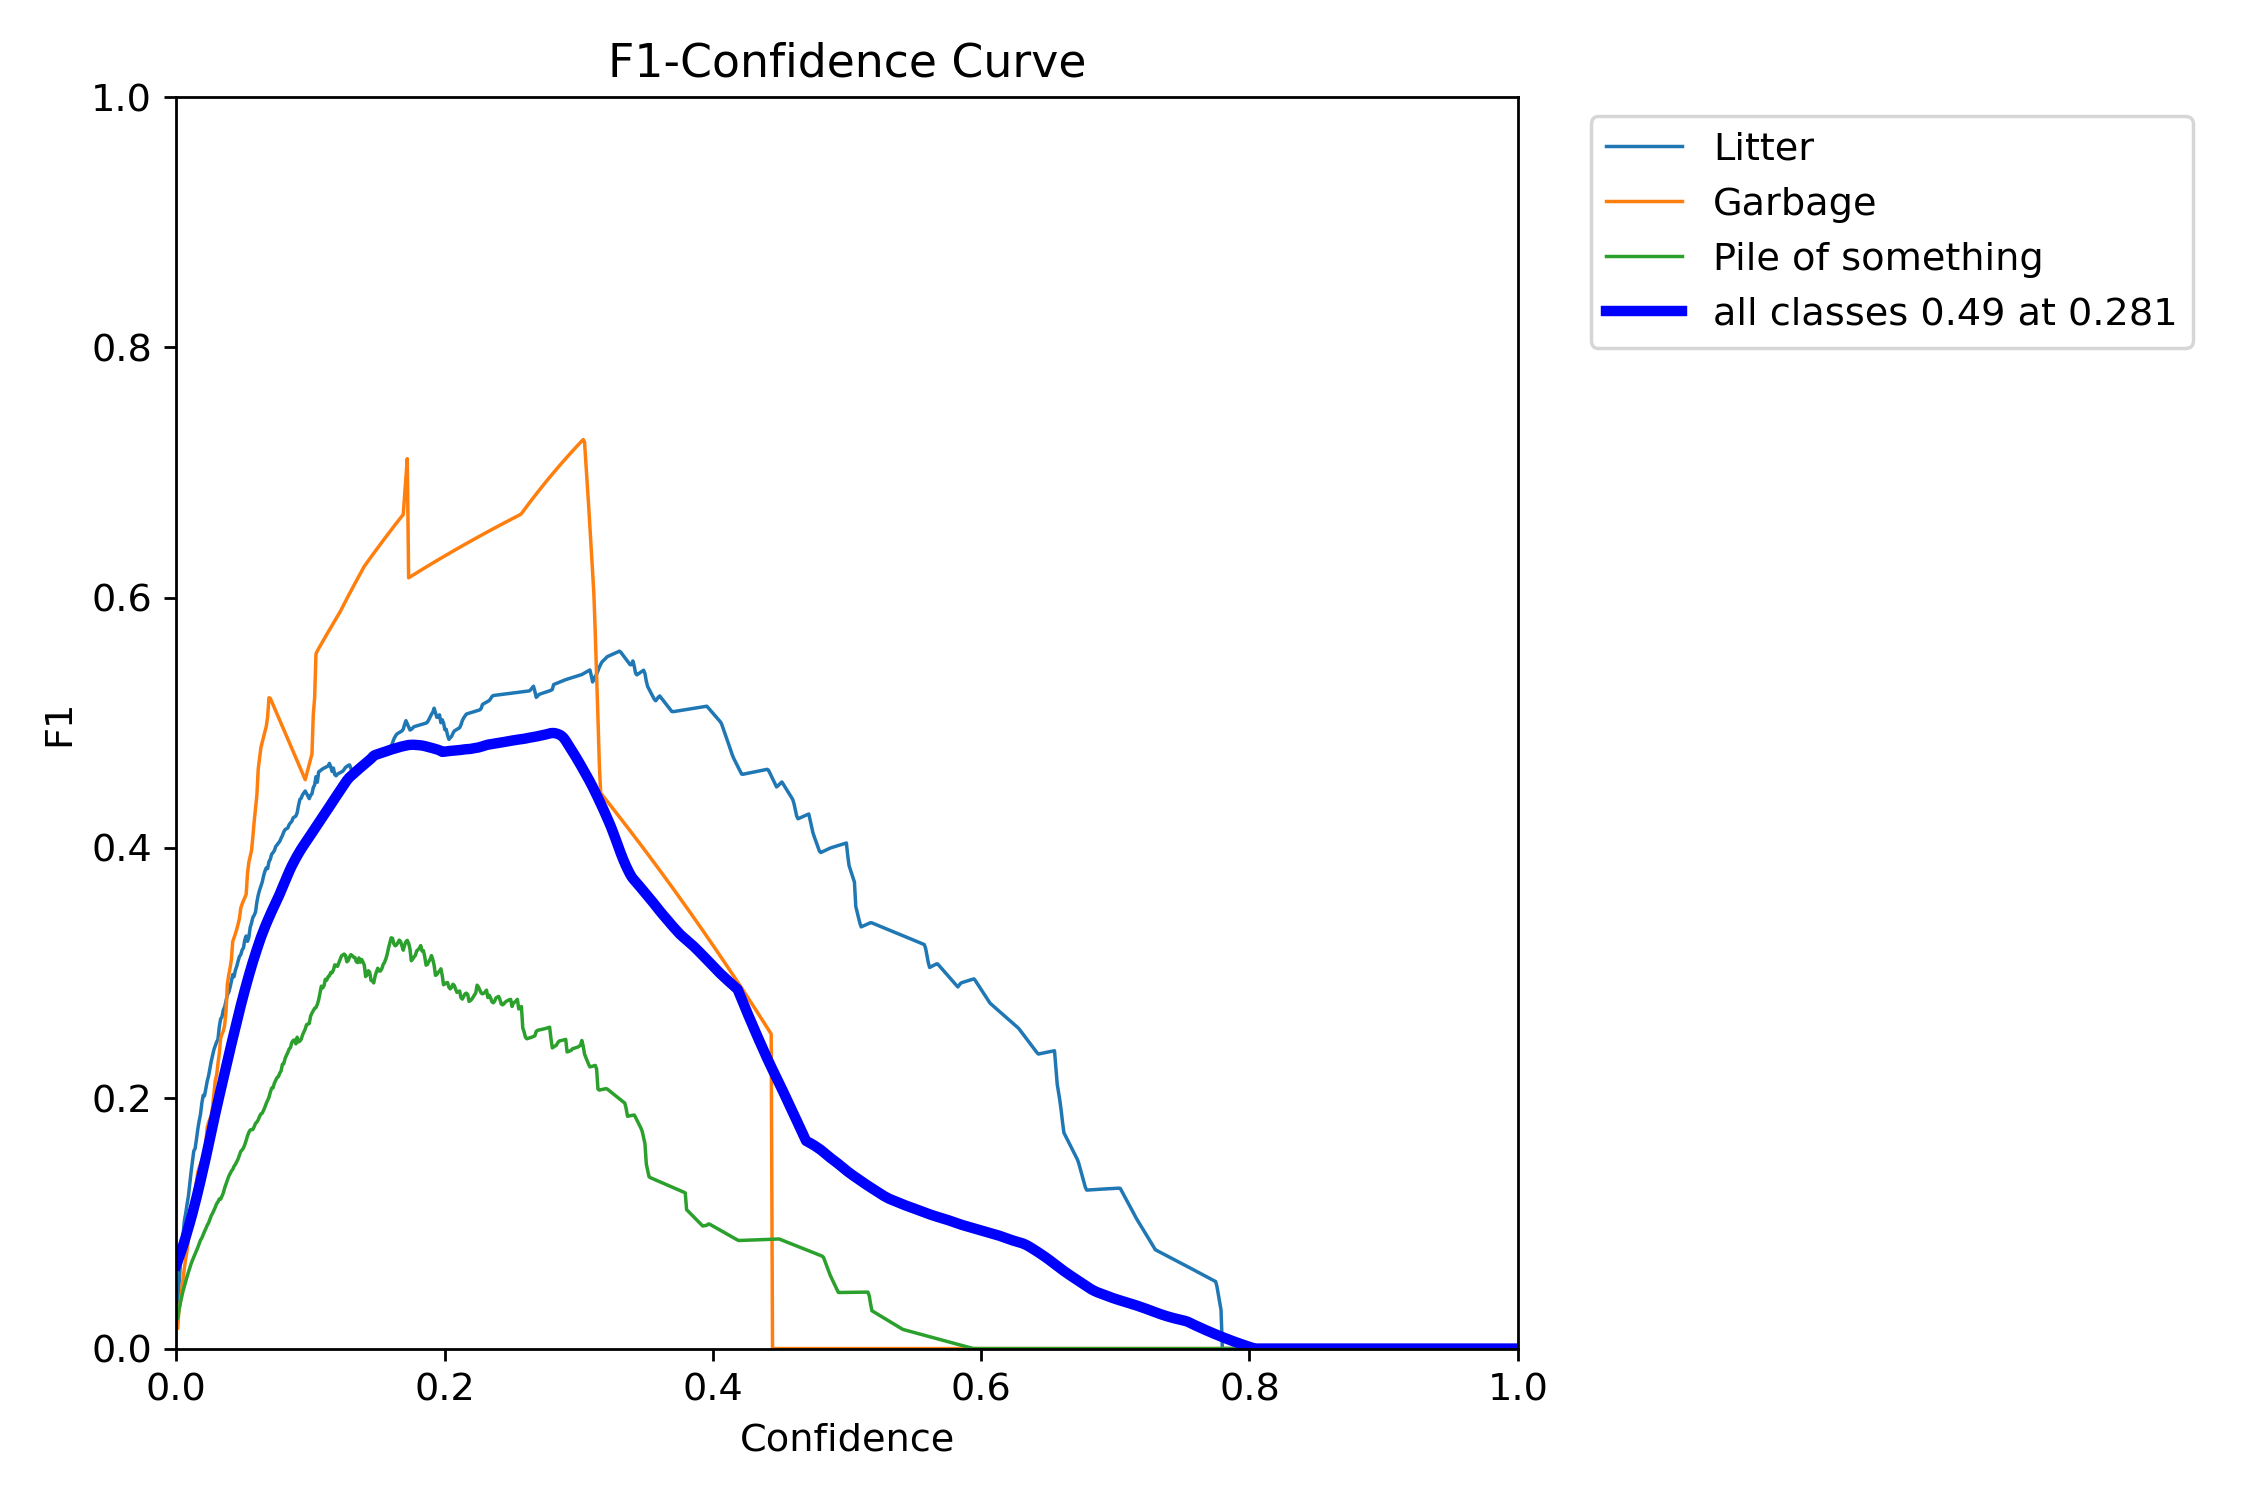 F1-Confidence Curve
1.0
0.8
0.6
0.4
0.2
0.0
F1
0.0 0.2 0.4 0.6 0.8 1.0
Confidence
Litter
Garbage
Pile of something
all classes 0.49 at 0.281